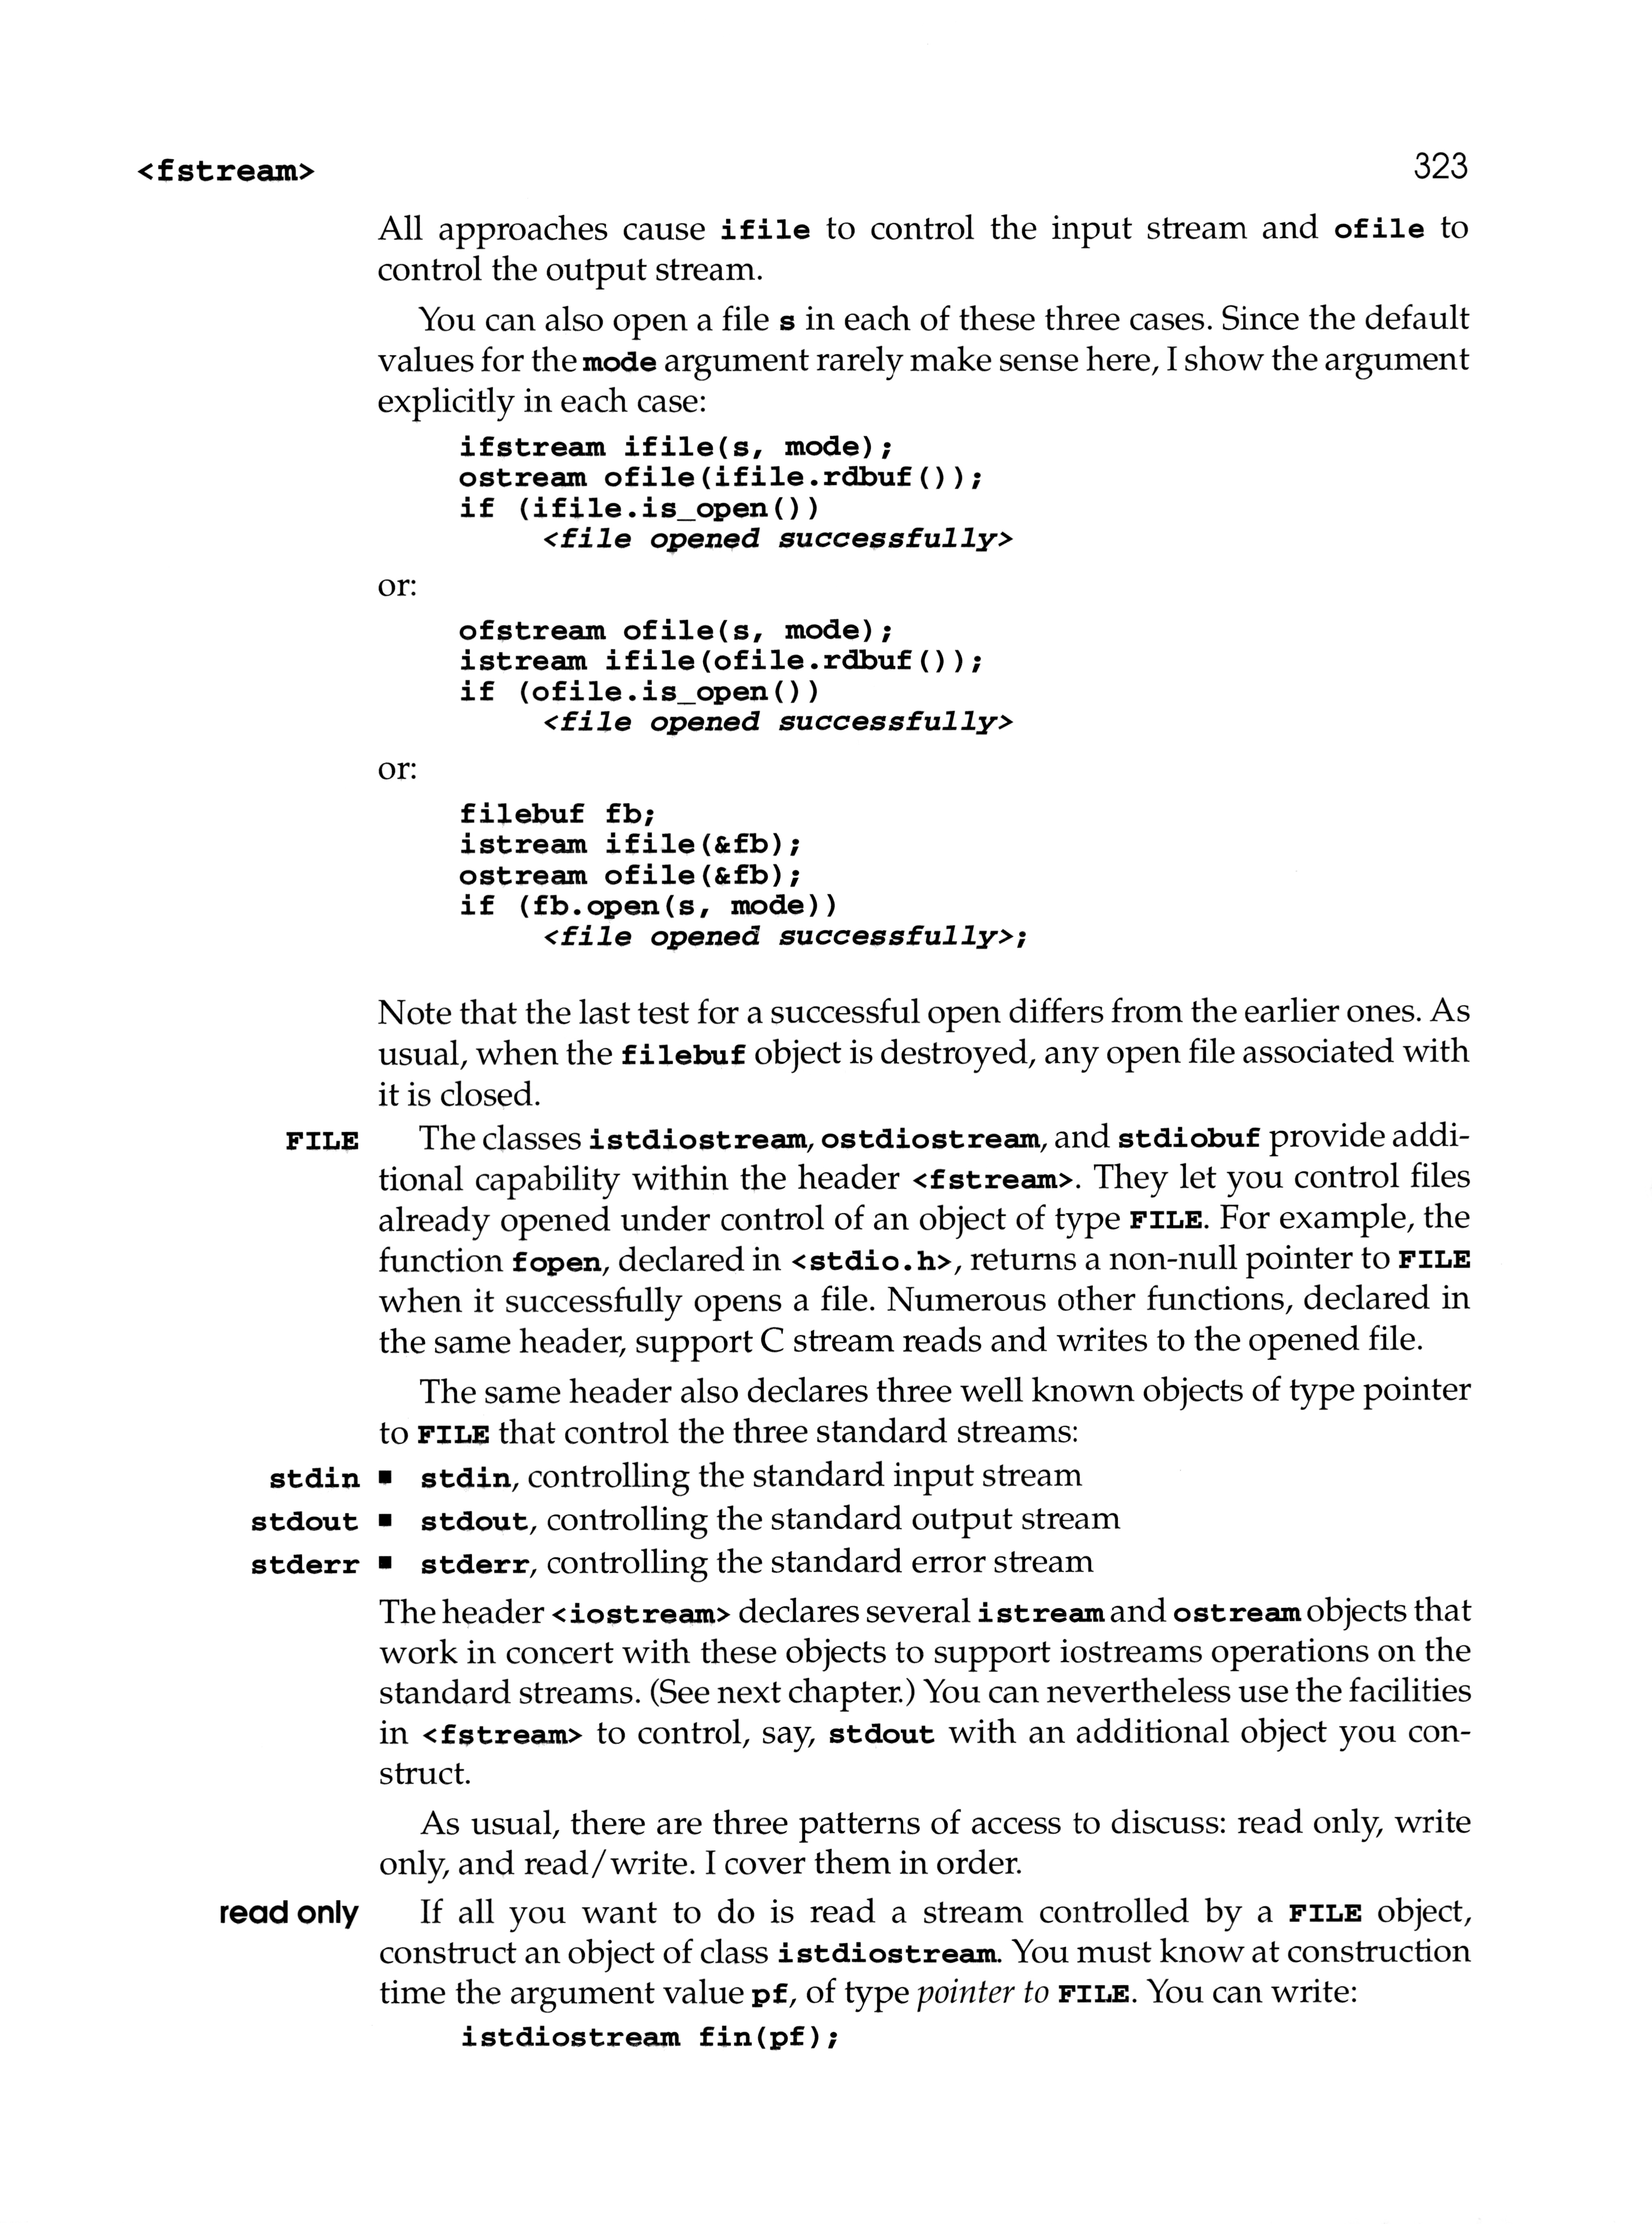 <fstream> 323
All approaches cause ifile to control the input stream and ofile to
control the output stream.
You can also open a file s in each of these three cases. Since the default
values for the mode argument rarely make sense here, I show the argument
explicitly in each case:
ifstream ifile(s, mode);
ostream ofile(ifile.rdbuf());
if (ifile.is_open())
<file opened successfully>
or:
ofstream ofile(s, mode);
istream ifile(ofile.rdbuf());
if (ofile.is_open())
<file opened successfully>
or:
filebuf fb;
istream ifile(&fb);
ostream ofile(&fb);
if (fb.open(s, mode))
<file opened successfully>;
Note that the last test for a successful open differs from the earlier ones. As
usual, when the filebuf object is destroyed, any open file associated with
it is closed.
FILE The classes istdiostream, ostdiostream, and stdiobuf provide addi-
tional capability within the header <fstream>. They let you control files
already opened under control of an object of type FILE. For example, the
function fopen, declared in <stdio.h>, returns a non-null pointer to FILE
when it successfully opens a file. Numerous other functions, declared in
the same header, support C stream reads and writes to the opened file.
The same header also declares three well known objects of type pointer
to FILE that control the three standard streams:
stdin ▪ stdin, controlling the standard input stream
stdout ▪ stdout, controlling the standard output stream
stderr ▪ stderr, controlling the standard error stream
The header <iostream> declares several istream and ostream objects that
work in concert with these objects to support iostreams operations on the
standard streams. (See next chapter.) You can nevertheless use the facilities
in <fstream> to control, say, stdout with an additional object you con-
struct.
As usual, there are three patterns of access to discuss: read only, write
only, and read/write. I cover them in order.
read only If all you want to do is read a stream controlled by a FILE object,
construct an object of class istdiostream. You must know at construction
time the argument value pf, of type pointer to FILE. You can write:
istdiostream fin(pf);